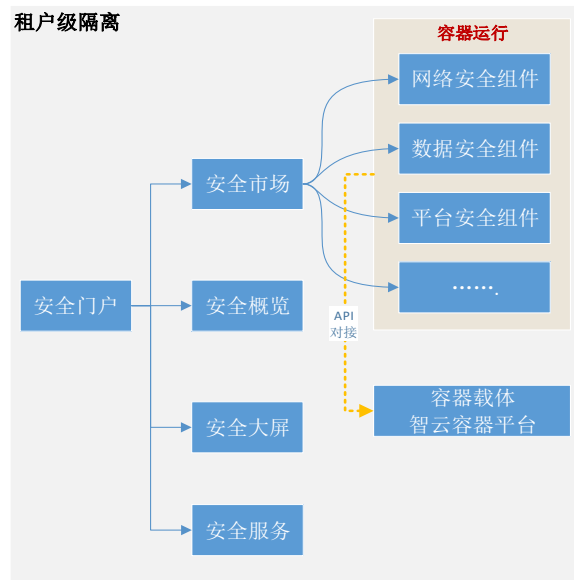 租户级隔离
容器运行
网络安全组件
数据安全组件
平台安全组件
…….
安全市场
安全门户
安全概览
API
对接
容器载体
智云容器平台
安全大屏
安全服务